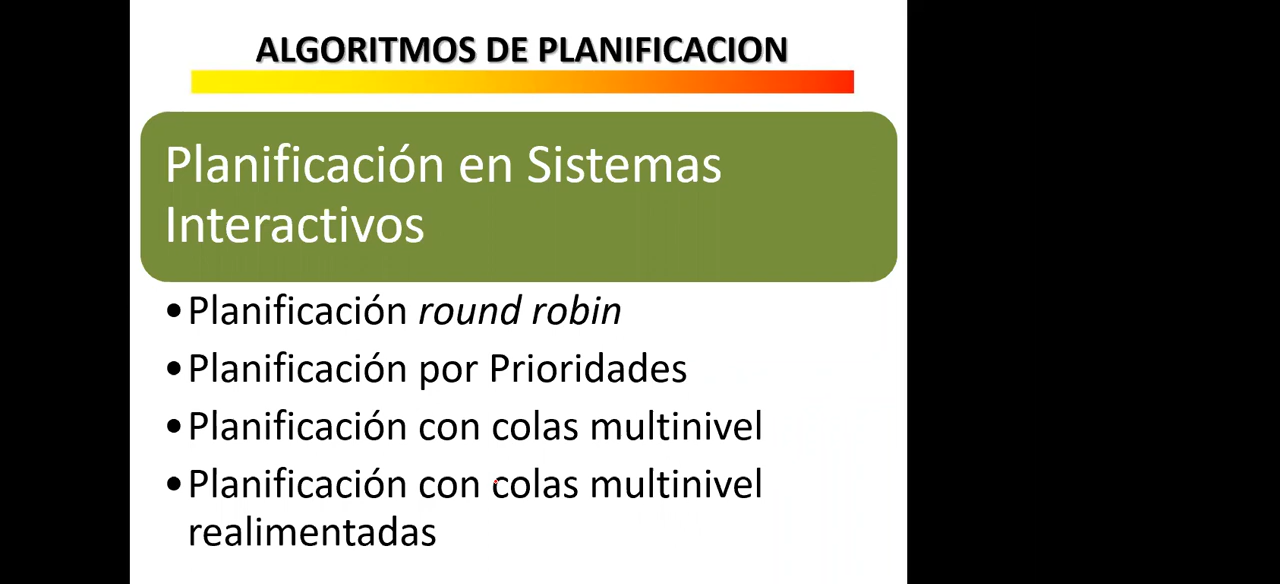 ALGORITMOS DE PLANIFICACION
Planificación en Sistemas
Interactivos
•Planificación round robin
•Planificación por Prioridades
•Planificación con colas multinivel
•Planificación con colas multinivel
realimentadas